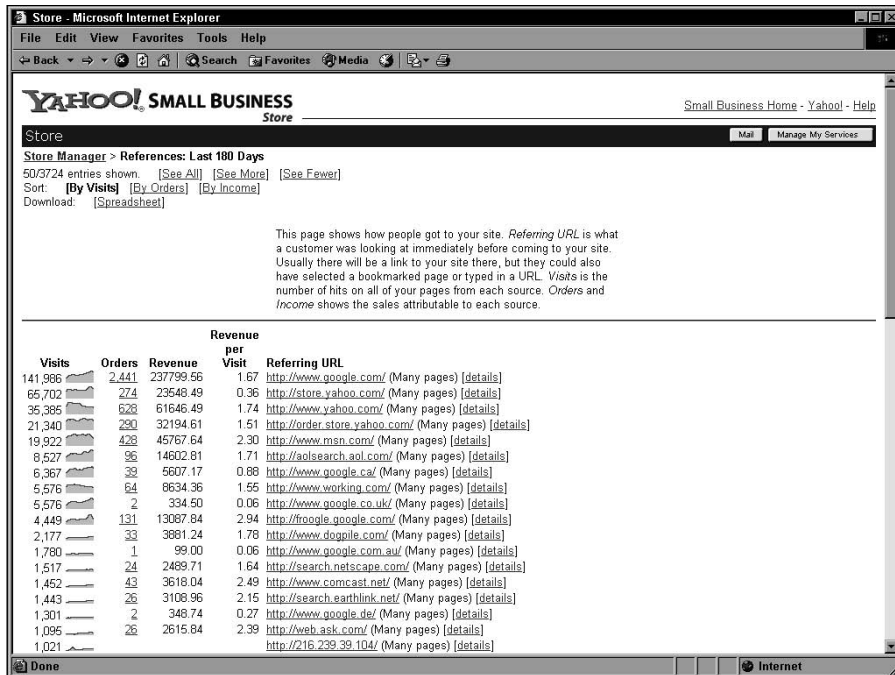 Store - Microsoft Internet Explorer
File Edit View Favorites Tools Help
Back Search Favorites Media
YAHOO! SMALL BUSINESS
Store
Small Business Home - Yahoo! - Help
Store Mail Manage My Services
Store Manager > References: Last 180 Days
50/3724 entries shown. [See All] [See More] [See Fewer]
Sort: [By Visits] [By Orders] [By Income]
Download: [Spreadsheet]
This page shows how people got to your site. Referring URL is what
a customer was looking at immediately before coming to your site.
Usually there will be a link to your site there, but they could also
have selected a bookmarked page or typed in a URL. Visits is the
number of hits on all of your pages from each source. Orders and
Income shows the sales attributable to each source.
Revenue
per
Visits Orders Revenue Visit Referring URL
141,986 2,441 237799.56 1.67 http://www.google.com/ (Many pages) [details]
65,702 274 23548.49 0.36 http://store.yahoo.com/ (Many pages) [details]
35,385 628 61646.49 1.74 http://www.yahoo.com/ (Many pages) [details]
21,340 290 32194.61 1.51 http://order.store.yahoo.com/ (Many pages) [details]
19,922 428 45767.64 2.30 http://www.msn.com/ (Many pages) [details]
8,527 96 14602.81 1.71 http://aolsearch.aol.com/ (Many pages) [details]
6,367 39 5607.17 0.88 http://www.google.ca/ (Many pages) [details]
5,576 64 8634.36 1.55 http://www.working.com/ (Many pages) [details]
5,576 2 334.50 0.06 http://www.google.co.uk/ (Many pages) [details]
4,449 131 13087.84 2.94 http://froogle.google.com/ (Many pages) [details]
2,177 33 3881.24 1.78 http://www.dogpile.com/ (Many pages) [details]
1,780 1 99.00 0.06 http://www.google.com.au/ (Many pages) [details]
1,517 24 2489.71 1.64 http://search.netscape.com/ (Many pages) [details]
1,452 43 3618.04 2.49 http://www.comcast.net/ (Many pages) [details]
1,443 26 3108.96 2.15 http://search.earthlink.net/ (Many pages) [details]
1,301 2 348.74 0.27 http://www.google.de/ (Many pages) [details]
1,095 26 2615.84 2.39 http://web.ask.com/ (Many pages) [details]
1,021 http://216.239.39.104/ (Many pages) [details]
Done Internet